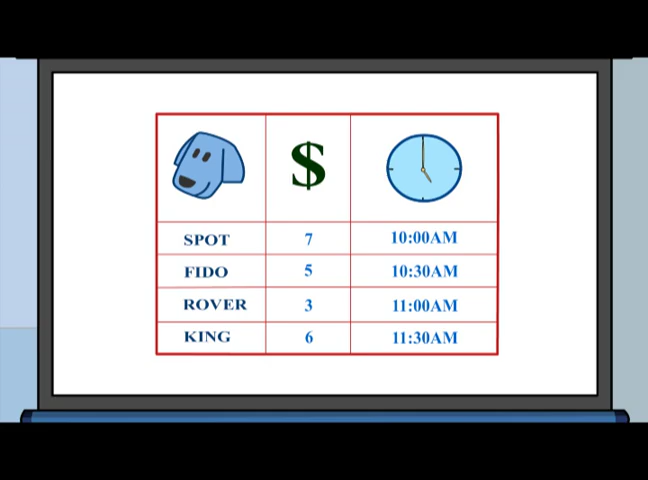 $
SPOT 7 10:00AM
FIDO 5 10:30AM
ROVER 3 11:00AM
KING 6 11:30AM